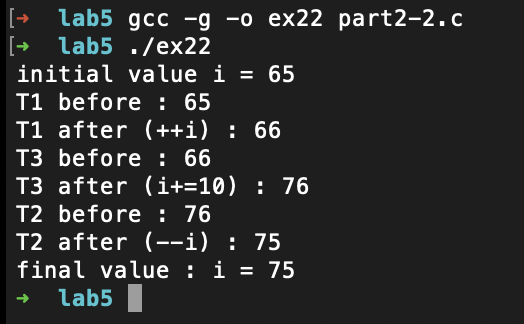 [➜ lab5 gcc -g -o ex22 part2-2.c
[➜ lab5 ./ex22
initial value i = 65
T1 before : 65
T1 after (++i) : 66
T3 before : 66
T3 after (i+=10) : 76
T2 before : 76
T2 after (--i) : 75
final value : i = 75
➜ lab5